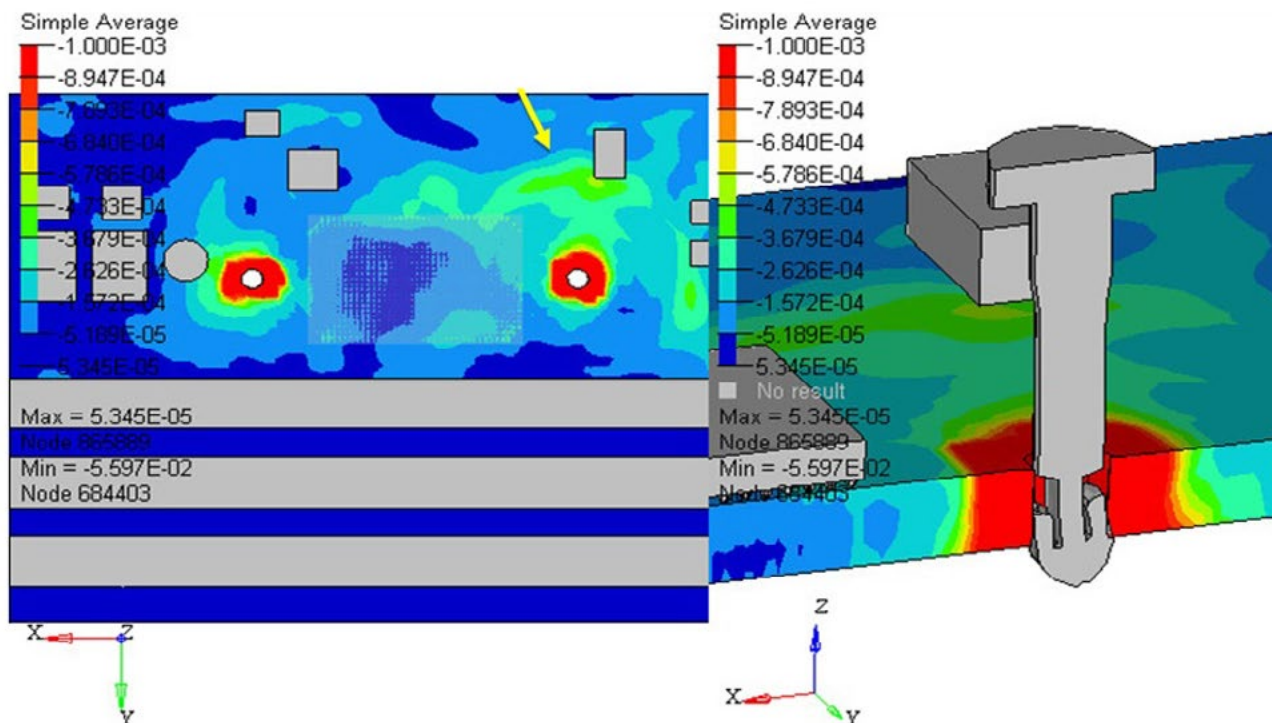 Simple Average
-1.000E-03
-8.947E-04
-7.893E-04
-6.840E-04
-5.786E-04
-4.733E-04
-3.679E-04
-2.626E-04
-1.572E-04
-5.189E-05
5.345E-05
Max = 5.345E-05
Node 865889
Min = -5.597E-02
Node 684403
X
Z
Y
Simple Average
-1.000E-03
-8.947E-04
-7.893E-04
-6.840E-04
-5.786E-04
-4.733E-04
-3.679E-04
-2.626E-04
-1.572E-04
-5.189E-05
5.345E-05
No result
Max = 5.345E-05
Node 865889
Min = -5.597E-02
Node 684403
Z
X
Y